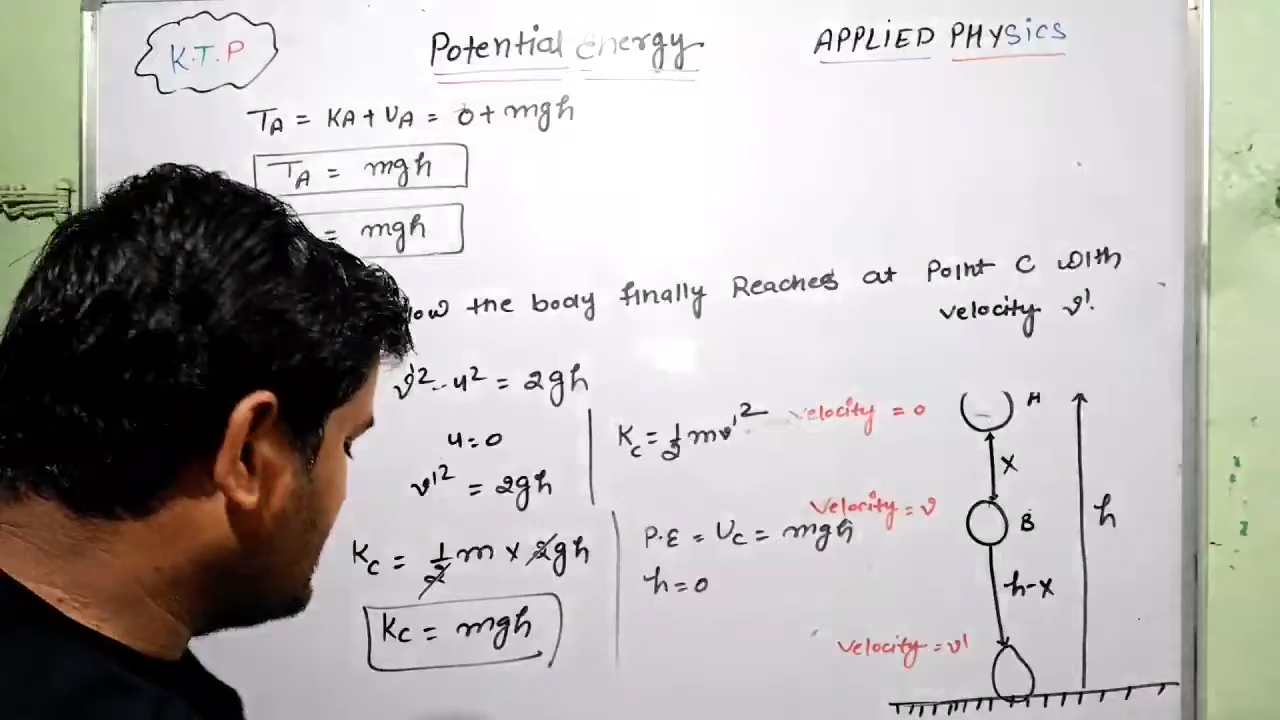 K.T.P
Potential energy
APPLIED PHYSICS
TA = KA + UA = 0 + mgh
TA = mgh
= mgh
the body finally Reaches at Point C with
velocity v'.
v'² - u² = 2gh
u = 0
v'² = 2gh
Kc = 1/2 m × 2gh
Kc = mgh
Kc = 1/2 mv'²
P.E = Uc = mgh
h = 0
velocity = 0
x
velocity = v
B
h
h-x
velocity = v'